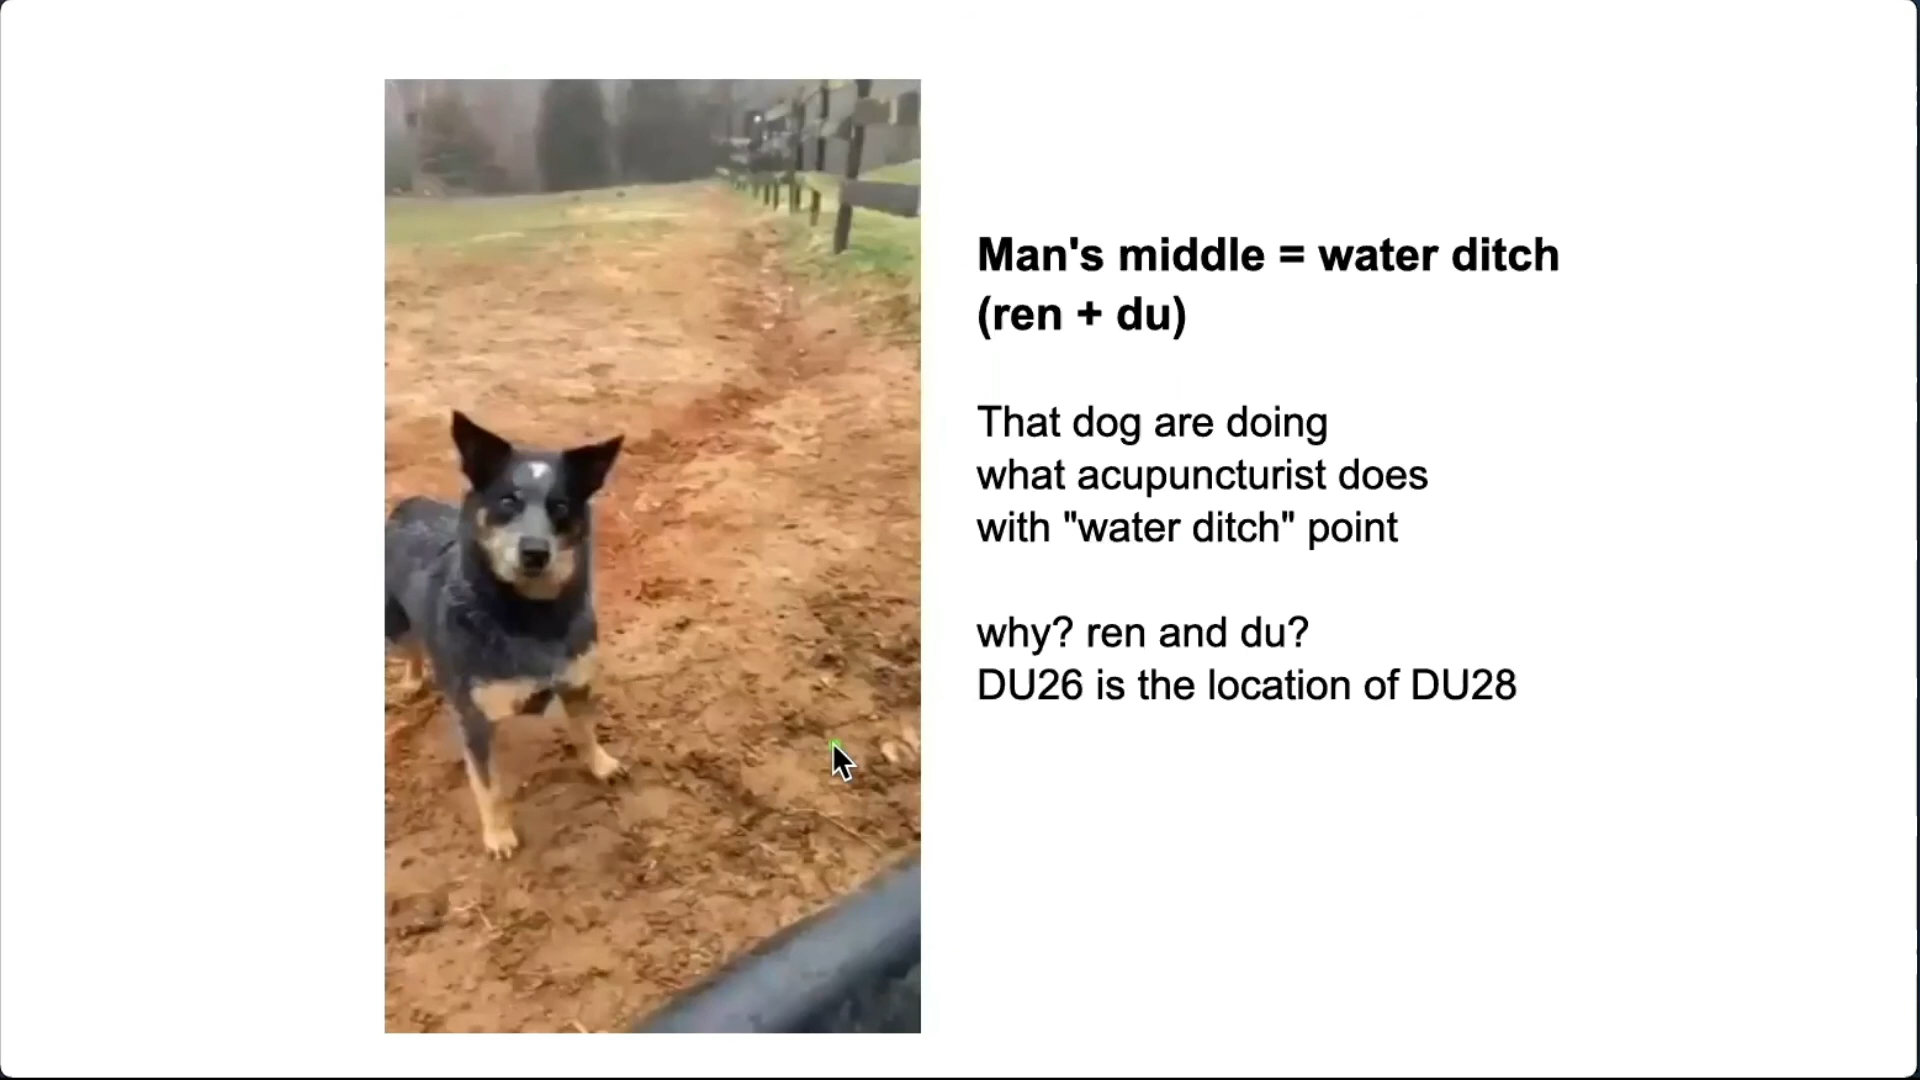 Man's middle = water ditch
(ren + du)
That dog are doing
what acupuncturist does
with "water ditch" point
why? ren and du?
DU26 is the location of DU28